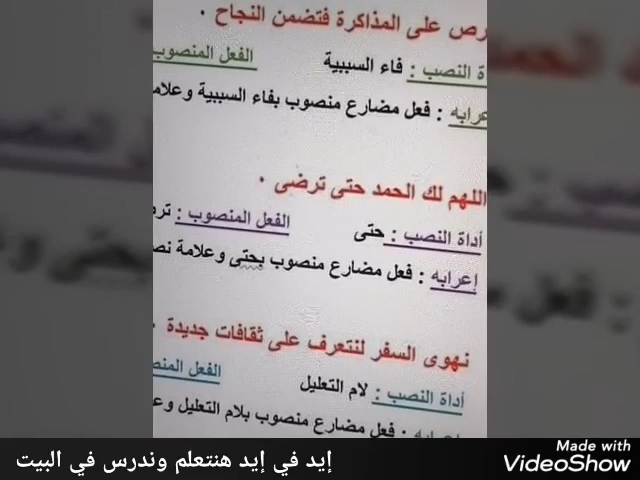 رص على المذاكرة فتضمن النجاح .
ة النصب : فاء السببية الفعل المنصوب
عرابه : فعل مضارع منصوب بفاء السببية وعلام
اللهم لك الحمد حتى ترضى .
أداة النصب : حتى الفعل المنصوب : تر
إعرابه : فعل مضارع منصوب بحتى وعلامة نص
نهوى السفر لنتعرف على ثقافات جديدة .
أداة النصب : لام التعليل الفعل المنص
إعرابه : فعل مضارع منصوب بلام التعليل وع
إيد في إيد هنتعلم وندرس في البيت
Made with
VideoShow